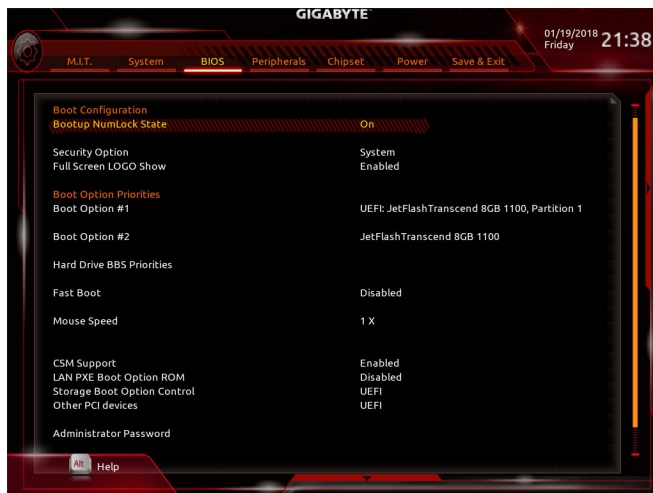 GIGABYTE™
01/19/2018
Friday
21:38
M.I.T. System BIOS Peripherals Chipset Power Save & Exit
Boot Configuration
Bootup NumLock State On
Security Option System
Full Screen LOGO Show Enabled
Boot Option Priorities
Boot Option #1 UEFI: JetFlashTranscend 8GB 1100, Partition 1
Boot Option #2 JetFlashTranscend 8GB 1100
Hard Drive BBS Priorities
Fast Boot Disabled
Mouse Speed 1 X
CSM Support Enabled
LAN PXE Boot Option ROM Disabled
Storage Boot Option Control UEFI
Other PCI devices UEFI
Administrator Password
Alt Help